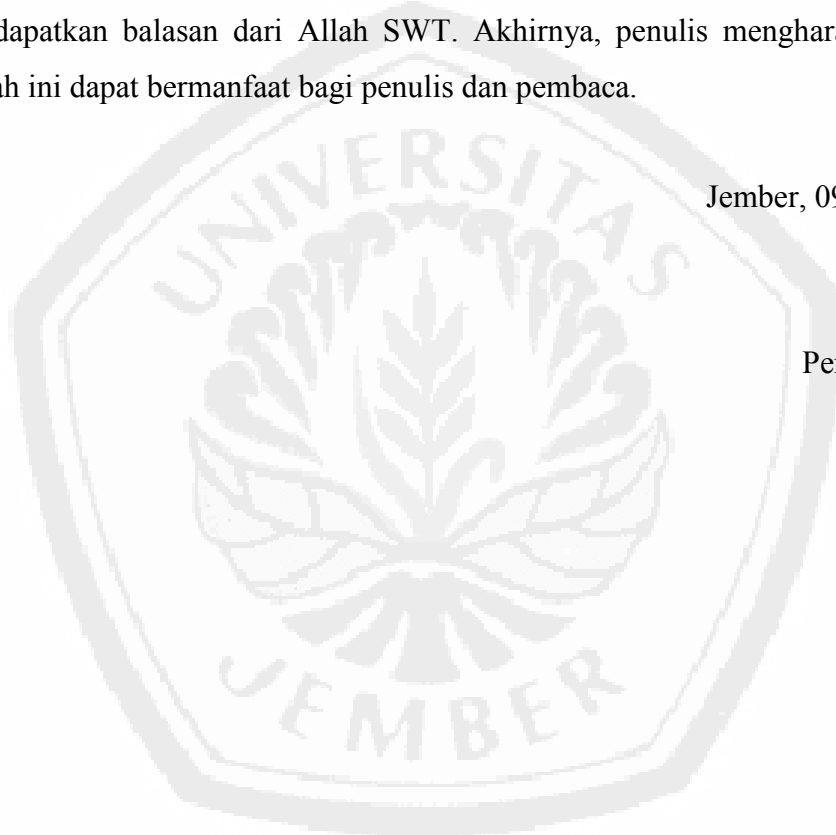 dapatkan balasan dari Allah SWT. Akhirnya, penulis menghara
ah ini dapat bermanfaat bagi penulis dan pembaca.
UNIVERSITAS
Jember, 09
Pe
JEMBER